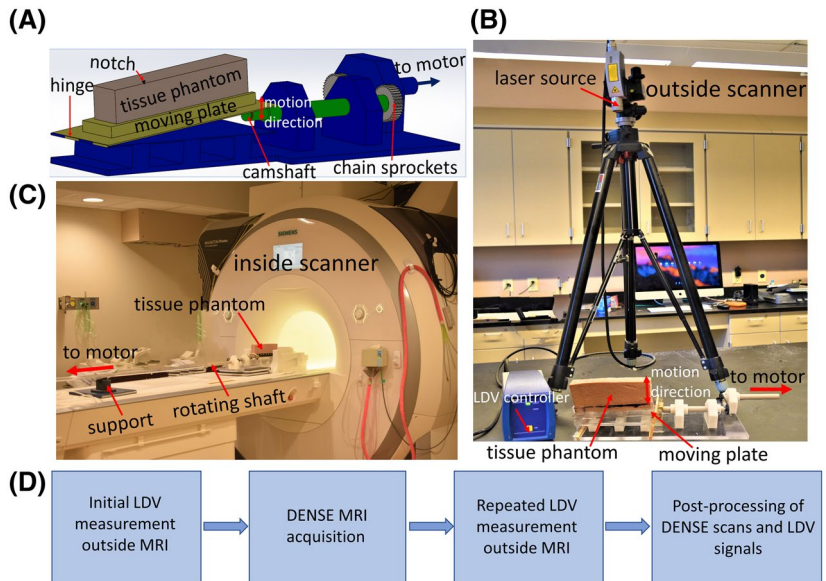 (A)
notch
hinge
tissue phantom
moving plate
motion
direction
to motor
camshaft
chain sprockets
(B)
laser source
outside scanner
LDV controller
motion
direction
to motor
tissue phantom
moving plate
(C)
SIEMENS
inside scanner
tissue phantom
to motor
rotating shaft
support
(D)
Initial LDV
measurement
outside MRI
DENSE MRI
acquisition
Repeated LDV
measurement
outside MRI
Post-processing of
DENSE scans and LDV
signals